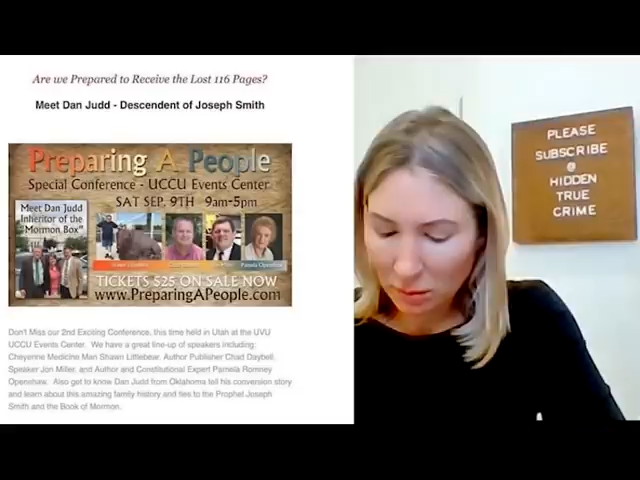 Are we Prepared to Receive the Lost 116 Pages?
Meet Dan Judd - Descendent of Joseph Smith
Preparing A People
Special Conference - UCCU Events Center
SAT SEP. 9TH 9am-5pm
Meet Dan Judd
Inheritor of the
"Mormon Box"
Pamela Openshaw
TICKETS $25 ON SALE NOW
www.PreparingAPeople.com
Don't Miss our 2nd Exciting Conference, this time held in Utah at the UVU
UCCU Events Center. We have a great line-up of speakers including:
Cheyenne Medicine Man Shawn Littlebear, Author Publisher Chad Daybell,
Speaker Jon Miller, and Author and Constitutional Expert Pamela Romney
Openshaw. Also get to know Dan Judd from Oklahoma tell his conversion story
and learn about this amazing family history and ties to the Prophet Joseph
Smith and the Book of Mormon.
PLEASE
SUBSCRIBE
@
HIDDEN
TRUE
CRIME